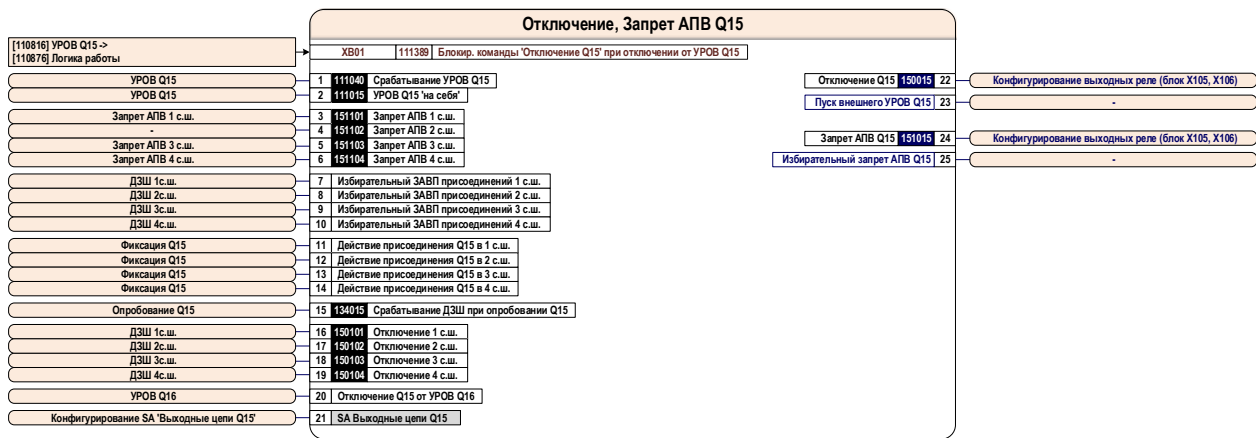 Отключение, Запрет АПВ Q15
[110816] УРОВ Q15 ->
[110876] Логика работы
XB01 111389 Блокир. команды 'Отключение Q15' при отключении от УРОВ Q15
УРОВ Q15 1 111040 Срабатывание УРОВ Q15 Отключение Q15 150015 22 Конфигурирование выходных реле (блок X105, X106)
УРОВ Q15 2 111015 УРОВ Q15 'на себя' Пуск внешнего УРОВ Q15 23 -
Запрет АПВ 1 с.ш. 3 151101 Запрет АПВ 1 с.ш.
- 4 151102 Запрет АПВ 2 с.ш. Запрет АПВ Q15 151015 24 Конфигурирование выходных реле (блок X105, X106)
Запрет АПВ 3 с.ш. 5 151103 Запрет АПВ 3 с.ш.
Запрет АПВ 4 с.ш. 6 151104 Запрет АПВ 4 с.ш. Избирательный запрет АПВ Q15 25 -
ДЗШ 1с.ш. 7 Избирательный ЗАВП присоединений 1 с.ш.
ДЗШ 2с.ш. 8 Избирательный ЗАВП присоединений 2 с.ш.
ДЗШ 3с.ш. 9 Избирательный ЗАВП присоединений 3 с.ш.
ДЗШ 4с.ш. 10 Избирательный ЗАВП присоединений 4 с.ш.
Фиксация Q15 11 Действие присоединения Q15 в 1 с.ш.
Фиксация Q15 12 Действие присоединения Q15 в 2 с.ш.
Фиксация Q15 13 Действие присоединения Q15 в 3 с.ш.
Фиксация Q15 14 Действие присоединения Q15 в 4 с.ш.
Опробование Q15 15 134015 Срабатывание ДЗШ при опробовании Q15
ДЗШ 1с.ш. 16 150101 Отключение 1 с.ш.
ДЗШ 2с.ш. 17 150102 Отключение 2 с.ш.
ДЗШ 3с.ш. 18 150103 Отключение 3 с.ш.
ДЗШ 4с.ш. 19 150104 Отключение 4 с.ш.
УРОВ Q16 20 Отключение Q15 от УРОВ Q16
Конфигурирование SA 'Выходные цепи Q15' 21 SA Выходные цепи Q15